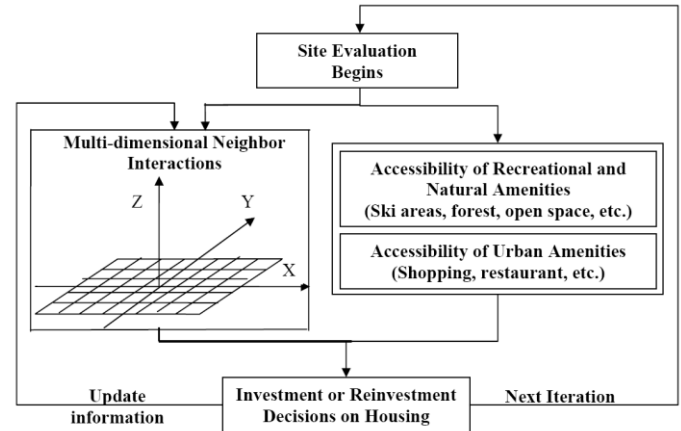 Site Evaluation
Begins
Multi-dimensional Neighbor
Interactions
Z
Y
X
Accessibility of Recreational and
Natural Amenities
(Ski areas, forest, open space, etc.)
Accessibility of Urban Amenities
(Shopping, restaurant, etc.)
Update
information
Investment or Reinvestment
Decisions on Housing
Next Iteration